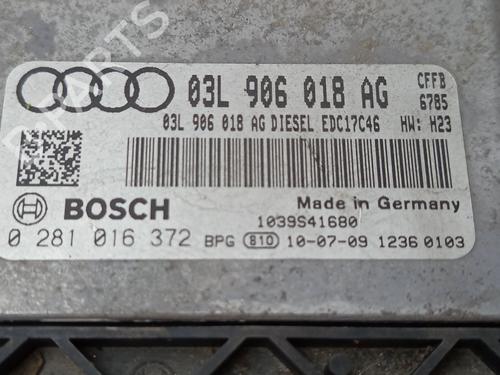 03L 906 018 AG CFFB
6785
03L 906 018 AG DIESEL EDC17C46 HW: H23
BOSCH Made in Germany
1039S41680
0 281 016 372 BPG 810 10-07-09 1236 0103